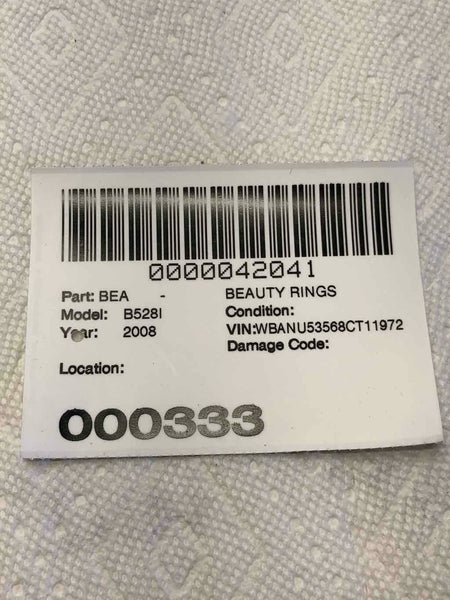 0000042041
Part: BEA - BEAUTY RINGS
Model: B528I Condition:
Year: 2008 VIN:WBANU53568CT11972
Damage Code:
Location:
000333